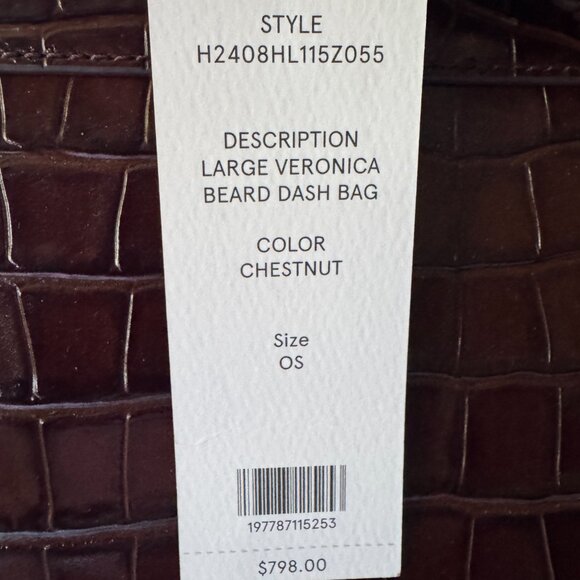 STYLE
H2408HL115Z055
DESCRIPTION
LARGE VERONICA
BEARD DASH BAG
COLOR
CHESTNUT
Size
OS
197787115253
$798.00